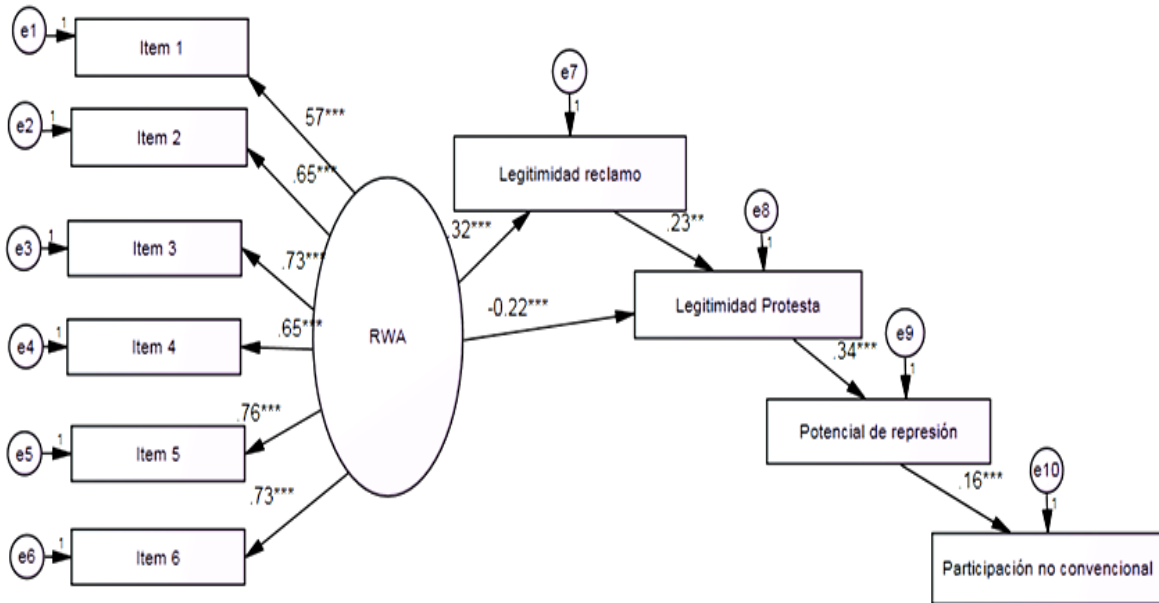 e1
1
Item 1
e2
1
Item 2
e3
1
Item 3
e4
1
Item 4
e5
1
Item 5
e6
1
Item 6
57***
.65***
.73***
.65***
.76***
.73***
RWA
.32***
-0.22***
e7
1
Legitimidad reclamo
.23**
e8
1
Legitimidad Protesta
.34***
e9
1
Potencial de represión
.16***
e10
1
Participación no convencional